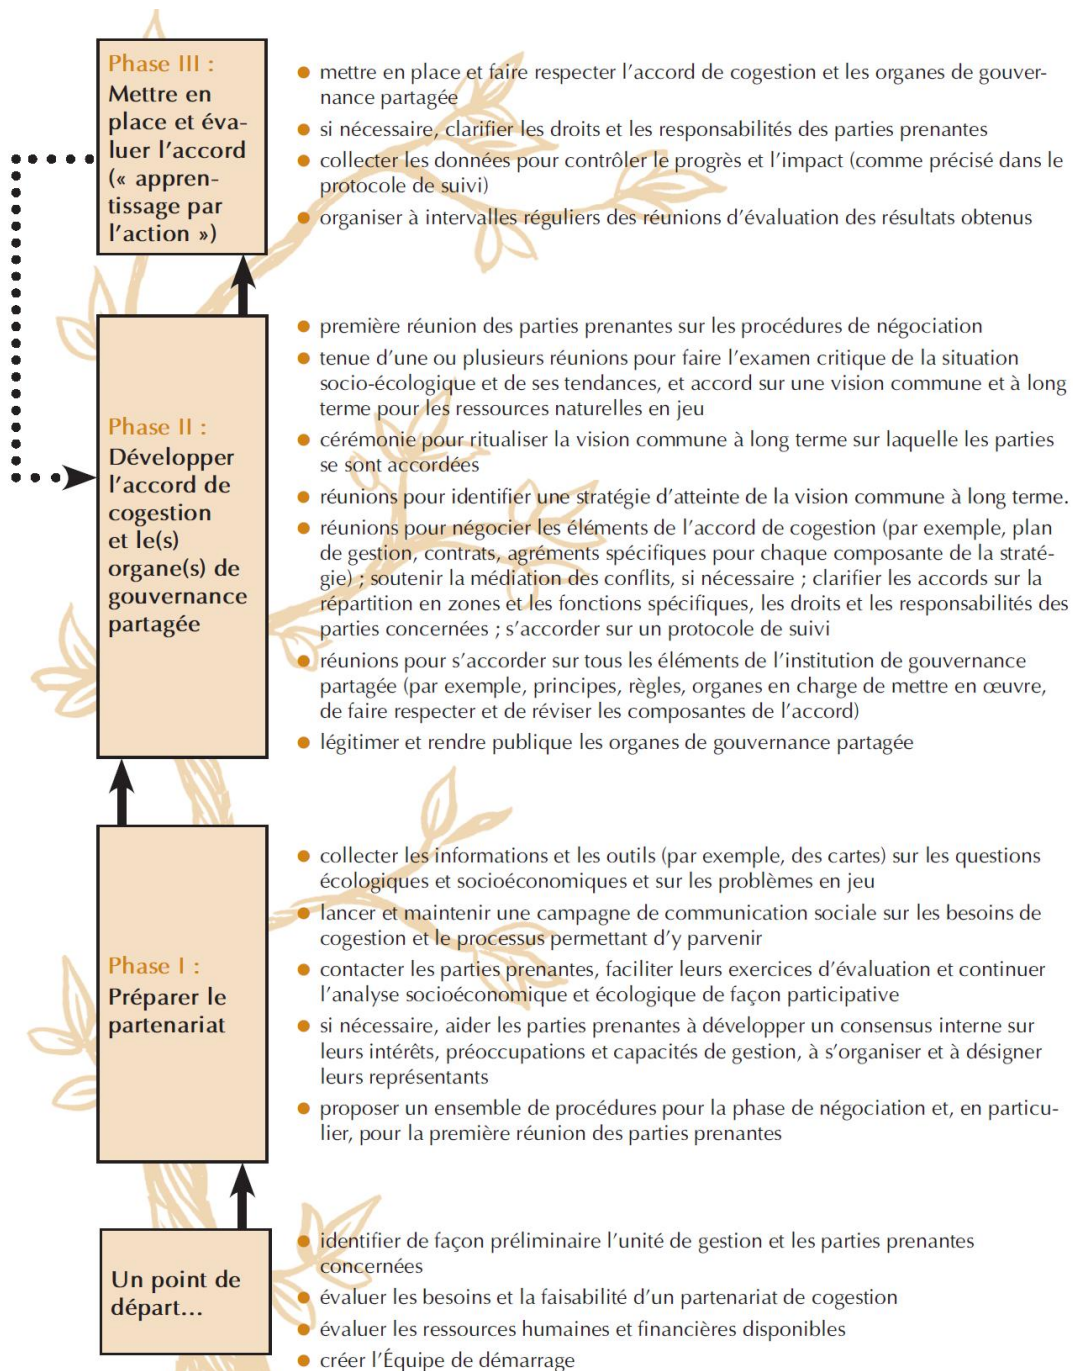 Phase III :
Mettre en
place et éva-
luer l'accord
(« appren-
tissage par
l'action »)
● mettre en place et faire respecter l'accord de cogestion et les organes de gouver-
nance partagée
● si nécessaire, clarifier les droits et les responsabilités des parties prenantes
● collecter les données pour contrôler le progrès et l'impact (comme précisé dans le
protocole de suivi)
● organiser à intervalles réguliers des réunions d'évaluation des résultats obtenus
Phase II :
Développer
l'accord de
cogestion
et le(s)
organe(s) de
gouvernance
partagée
● première réunion des parties prenantes sur les procédures de négociation
● tenue d'une ou plusieurs réunions pour faire l'examen critique de la situation
socio-écologique et de ses tendances, et accord sur une vision commune et à long
terme pour les ressources naturelles en jeu
● cérémonie pour ritualiser la vision commune à long terme sur laquelle les parties
se sont accordées
● réunions pour identifier une stratégie d'atteinte de la vision commune à long terme.
● réunions pour négocier les éléments de l'accord de cogestion (par exemple, plan
de gestion, contrats, agréments spécifiques pour chaque composante de la straté-
gie) ; soutenir la médiation des conflits, si nécessaire ; clarifier les accords sur la
répartition en zones et les fonctions spécifiques, les droits et les responsabilités des
parties concernées ; s'accorder sur un protocole de suivi
● réunions pour s'accorder sur tous les éléments de l'institution de gouvernance
partagée (par exemple, principes, règles, organes en charge de mettre en œuvre,
de faire respecter et de réviser les composantes de l'accord)
● légitimer et rendre publique les organes de gouvernance partagée
Phase I :
Préparer le
partenariat
● collecter les informations et les outils (par exemple, des cartes) sur les questions
écologiques et socioéconomiques et sur les problèmes en jeu
● lancer et maintenir une campagne de communication sociale sur les besoins de
cogestion et le processus permettant d'y parvenir
● contacter les parties prenantes, faciliter leurs exercices d'évaluation et continuer
l'analyse socioéconomique et écologique de façon participative
● si nécessaire, aider les parties prenantes à développer un consensus interne sur
leurs intérêts, préoccupations et capacités de gestion, à s'organiser et à désigner
leurs représentants
● proposer un ensemble de procédures pour la phase de négociation et, en particu-
lier, pour la première réunion des parties prenantes
Un point de
départ...
● identifier de façon préliminaire l'unité de gestion et les parties prenantes
concernées
● évaluer les besoins et la faisabilité d'un partenariat de cogestion
● évaluer les ressources humaines et financières disponibles
● créer l'Équipe de démarrage